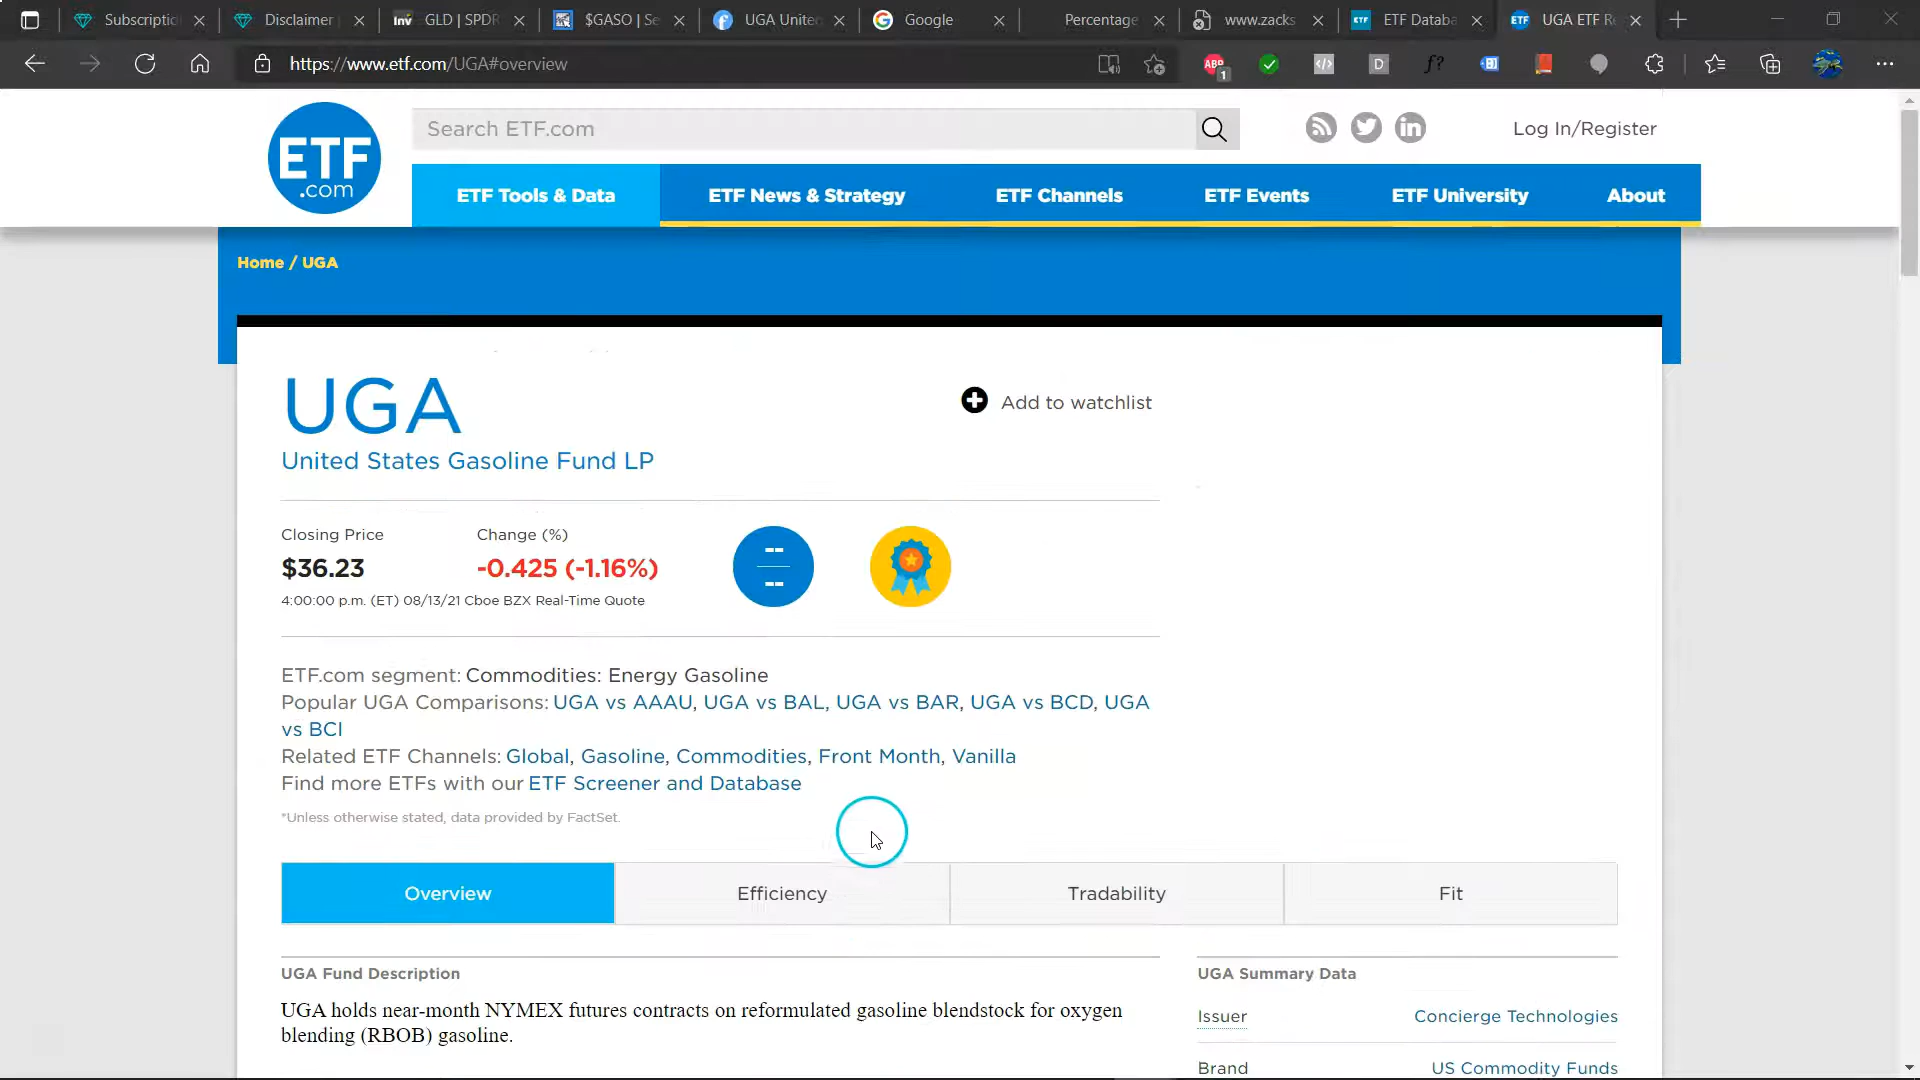 Subscriptio
Disclaimer
Inv GLD | SPDR
$GASO | Se
UGA Unite
Google
Percentage
www.zacks
ETF ETF Databa
ETF UGA ETF Re
https://www.etf.com/UGA#overview
ABP 1
D
f?
ETF
.com
Search ETF.com
Log In/Register
ETF Tools & Data
ETF News & Strategy
ETF Channels
ETF Events
ETF University
About
Home / UGA
UGA
Add to watchlist
United States Gasoline Fund LP
Closing Price
Change (%)
$36.23
-0.425 (-1.16%)
--
--
4:00:00 p.m. (ET) 08/13/21 Cboe BZX Real-Time Quote
ETF.com segment: Commodities: Energy Gasoline
Popular UGA Comparisons: UGA vs AAAU, UGA vs BAL, UGA vs BAR, UGA vs BCD, UGA
vs BCI
Related ETF Channels: Global, Gasoline, Commodities, Front Month, Vanilla
Find more ETFs with our ETF Screener and Database
*Unless otherwise stated, data provided by FactSet.
Overview
Efficiency
Tradability
Fit
UGA Fund Description
UGA holds near-month NYMEX futures contracts on reformulated gasoline blendstock for oxygen
blending (RBOB) gasoline.
UGA Summary Data
Issuer
Concierge Technologies
Brand
US Commodity Funds